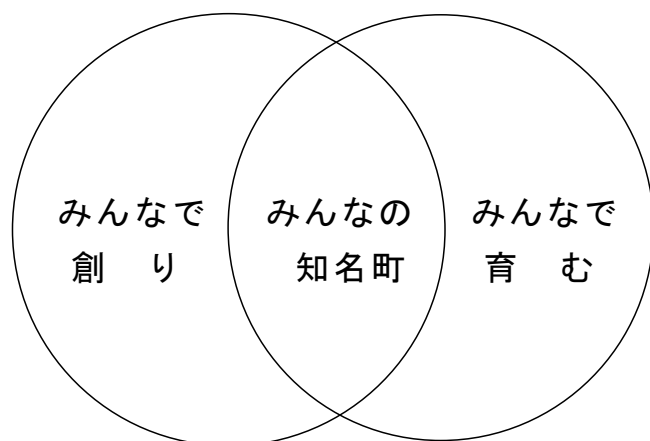 みんなで
創　り
みんなの
知名町
みんなで
育　む